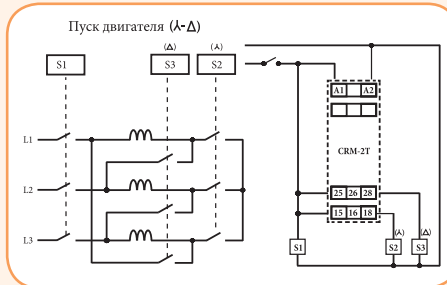 Пуск двигателя (⅄-Δ)
(Δ) (⅄)
S1 S3 S2
A1 A2
L1
CRM-2T
L2
25 26 28
15 16 18
L3
(⅄) (Δ)
S1 S2 S3